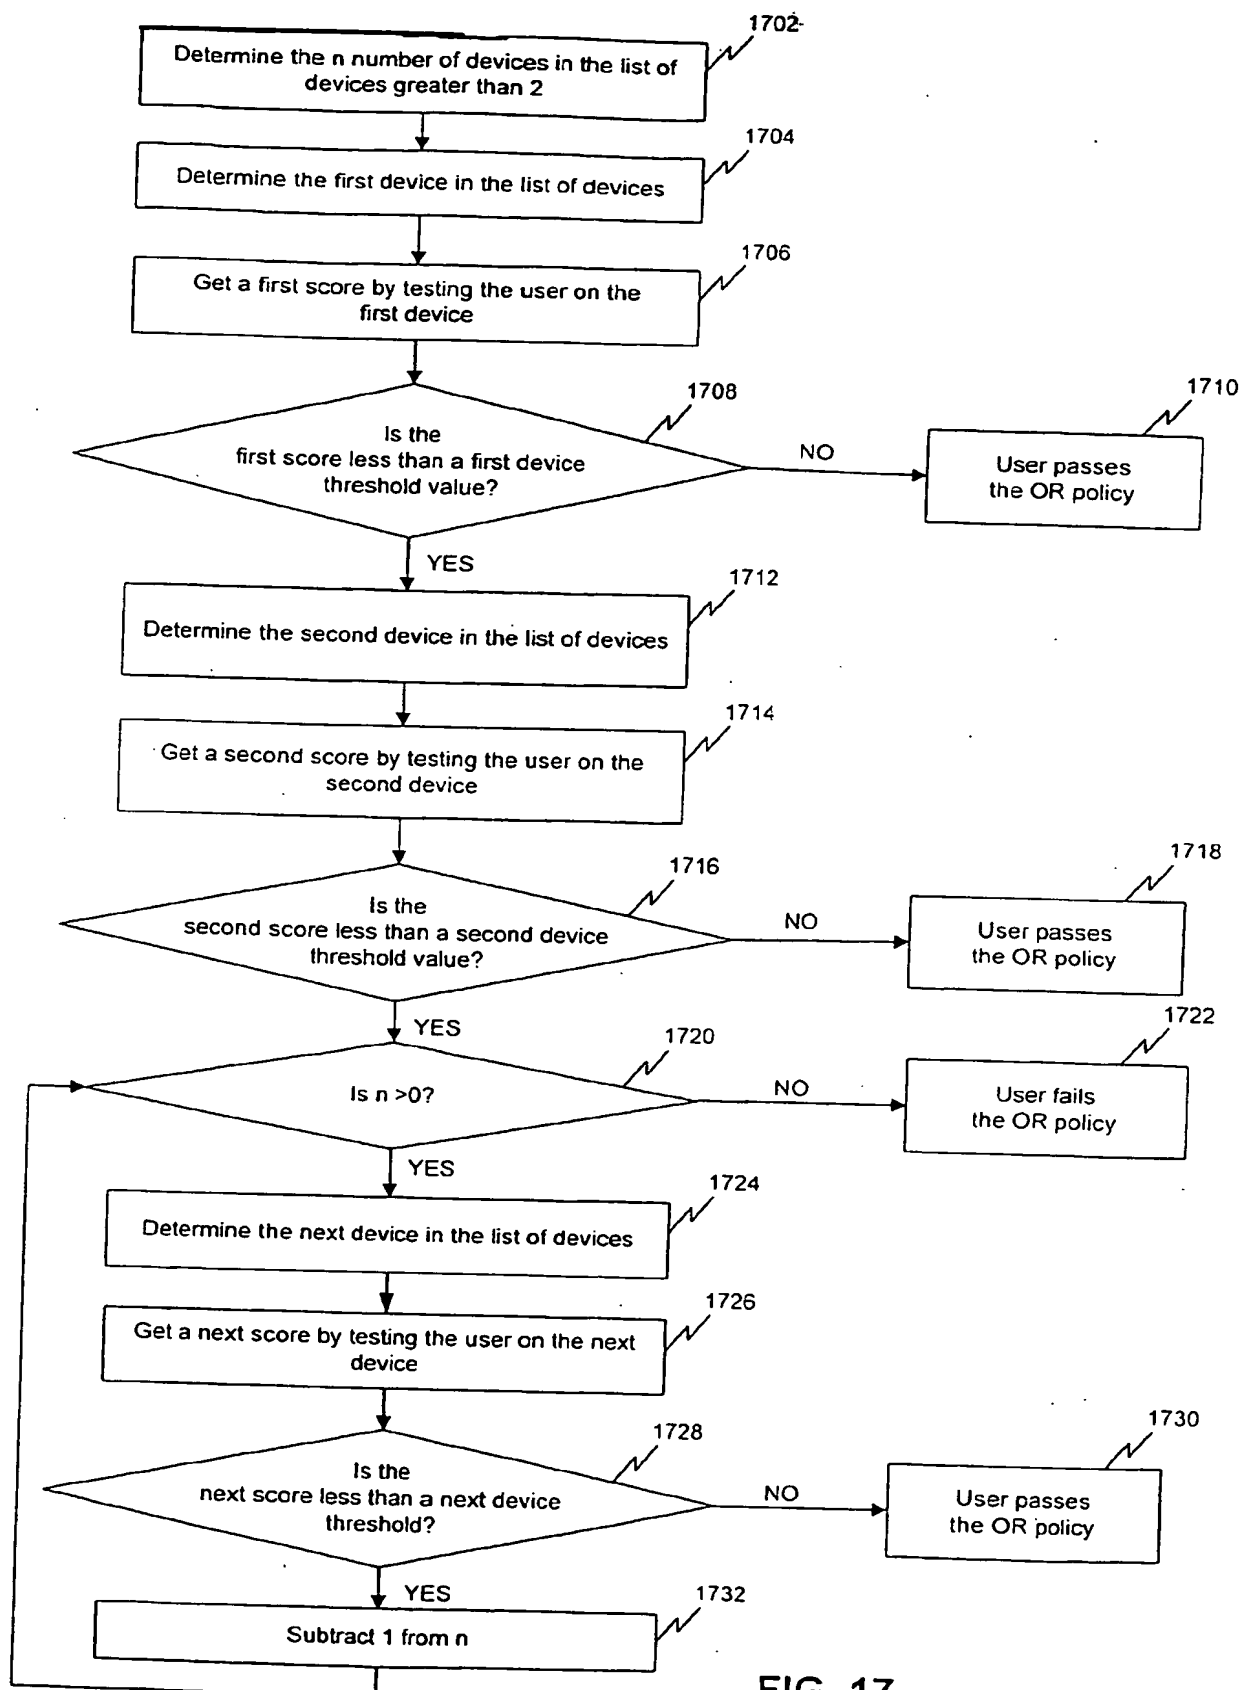 1702
Determine the n number of devices in the list of
devices greater than 2
1704
Determine the first device in the list of devices
1706
Get a first score by testing the user on the
first device
1708
Is the
first score less than a first device
threshold value?
NO
1710
User passes
the OR policy
YES
1712
Determine the second device in the list of devices
1714
Get a second score by testing the user on the
second device
1716
Is the
second score less than a second device
threshold value?
NO
1718
User passes
the OR policy
YES
1720
Is n >0?
NO
1722
User fails
the OR policy
YES
1724
Determine the next device in the list of devices
1726
Get a next score by testing the user on the next
device
1728
Is the
next score less than a next device
threshold?
NO
1730
User passes
the OR policy
YES
1732
Subtract 1 from n
FIG. 17